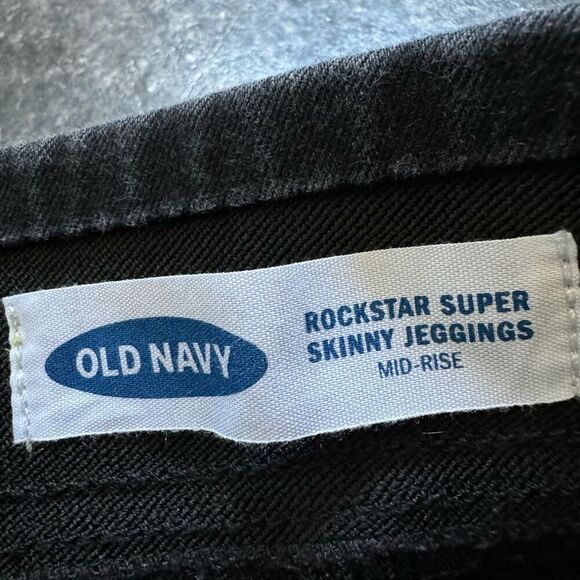 OLD NAVY
ROCKSTAR SUPER
SKINNY JEGGINGS
MID-RISE